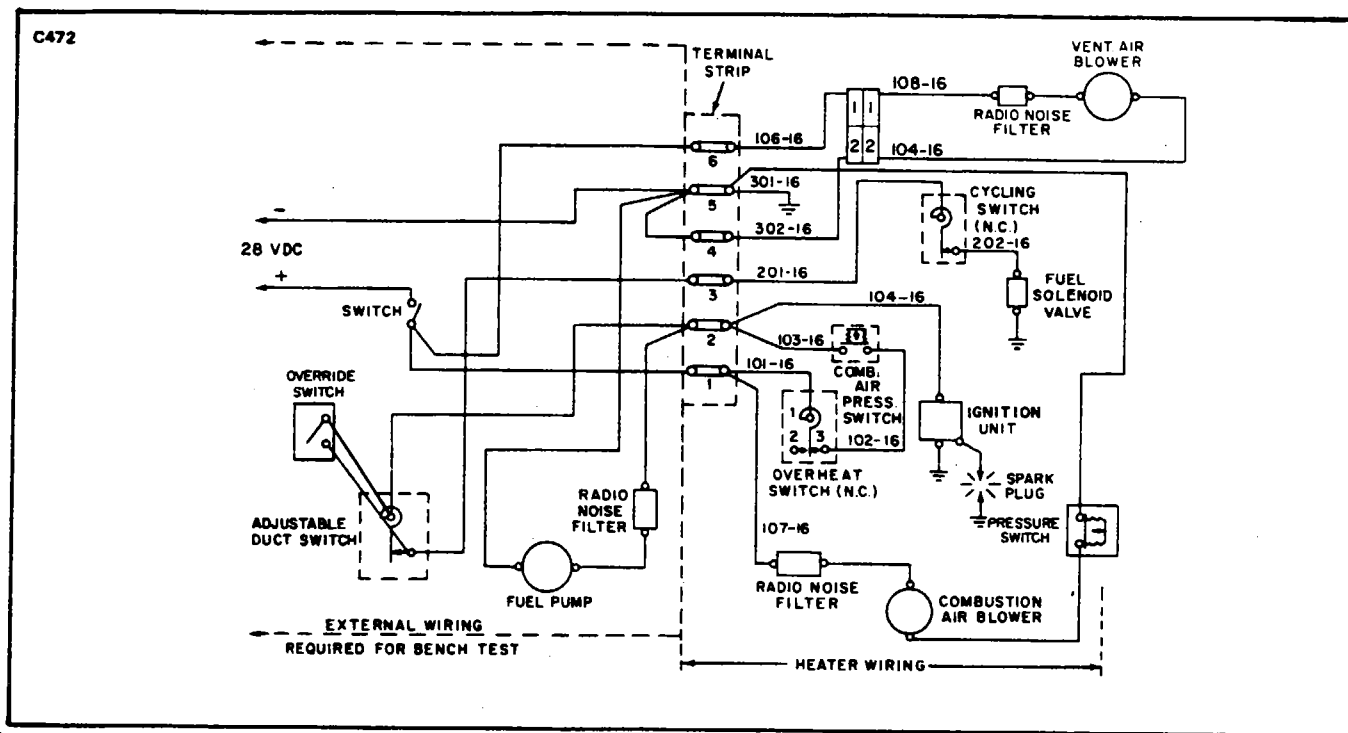 C472
TERMINAL
STRIP
VENT. AIR
BLOWER
108-16
RADIO NOISE
FILTER
1 1
2 2
106-16
104-16
6
301-16
5
CYCLING
SWITCH
(N.C.)
202-16
-
28 VDC
+
302-16
4
201-16
3
FUEL
SOLENOID
VALVE
SWITCH
104-16
103-16
2
COMB.
AIR
PRESS.
SWITCH
101-16
1
OVERRIDE
SWITCH
1
2 3
102-16
OVERHEAT
SWITCH (N.C.)
IGNITION
UNIT
SPARK
PLUG
PRESSURE
SWITCH
RADIO
NOISE
FILTER
ADJUSTABLE
DUCT SWITCH
107-16
RADIO NOISE
FILTER
FUEL PUMP
COMBUSTION
AIR BLOWER
EXTERNAL WIRING
REQUIRED FOR BENCH TEST
HEATER WIRING